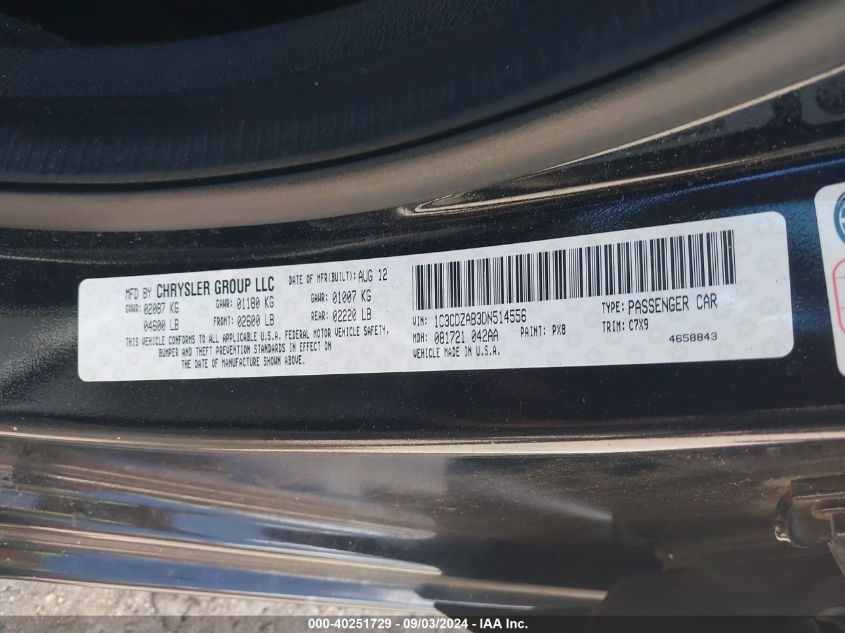 MFD BY CHRYSLER GROUP LLC DATE OF MFR(BUILT): AUG 12
GVWR: 02087 KG GAWR: 01180 KG GAWR: 01007 KG
04600 LB FRONT: 02600 LB REAR: 02220 LB
THIS VEHICLE CONFORMS TO ALL APPLICABLE U.S.A. FEDERAL MOTOR VEHICLE SAFETY,
BUMPER AND THEFT PREVENTION STANDARDS IN EFFECT ON
THE DATE OF MANUFACTURE SHOWN ABOVE.
VIN: 1C3CDZAB3DN514556 TYPE: PASSENGER CAR
MDH: 081721 042AA PAINT: PX8 TRIM: C7X9
MADE IN U.S.A. 4658843
000-40251729 - 09/03/2024 - IAA Inc.